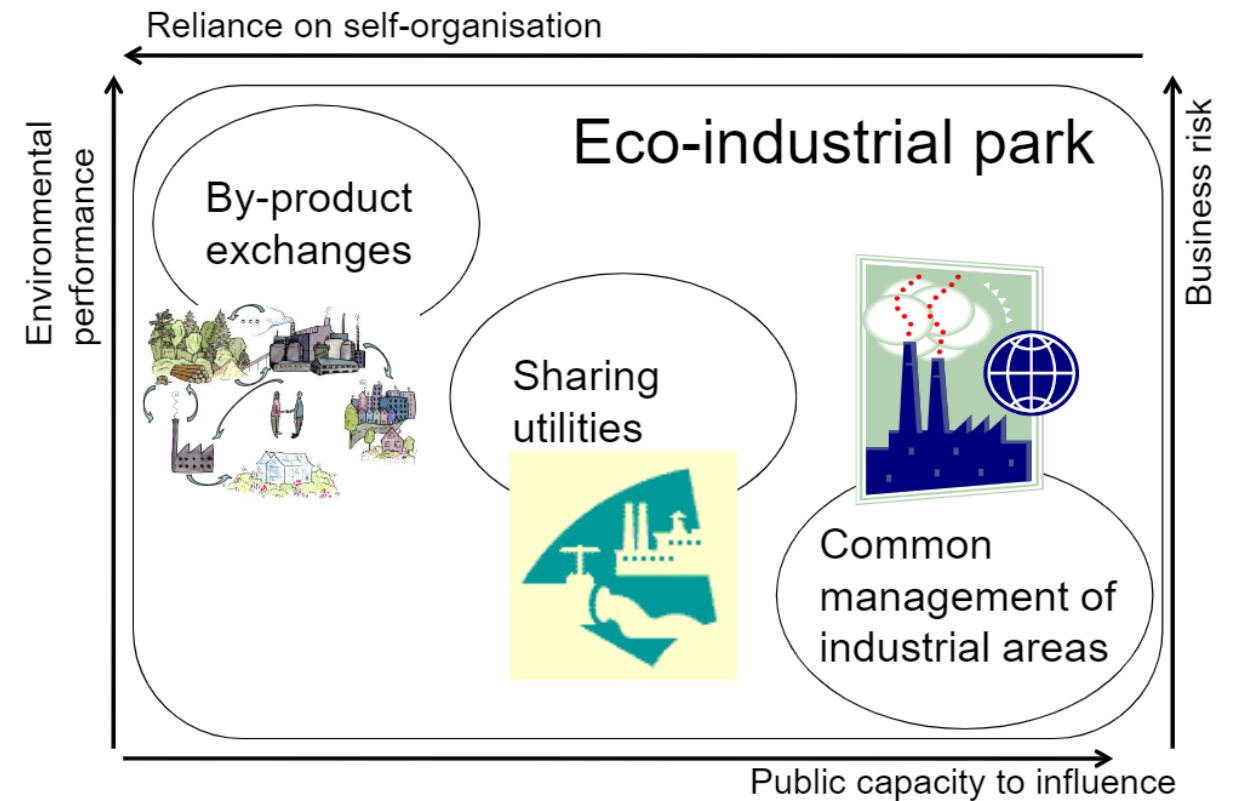 Reliance on self-organisation
Environmental
performance
Eco-industrial park
By-product
exchanges
Business risk
Sharing
utilities
Common
management of
industrial areas
Public capacity to influence